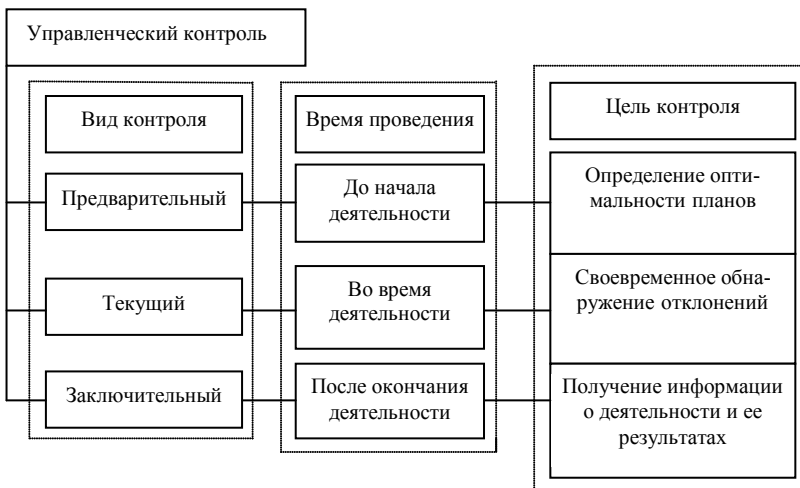 Управленческий контроль
Вид контроля
Время проведения
Цель контроля
Предварительный
До начала
деятельности
Определение опти-
мальности планов
Текущий
Во время
деятельности
Своевременное обна-
ружение отклонений
Заключительный
После окончания
деятельности
Получение информации
о деятельности и ее
результатах